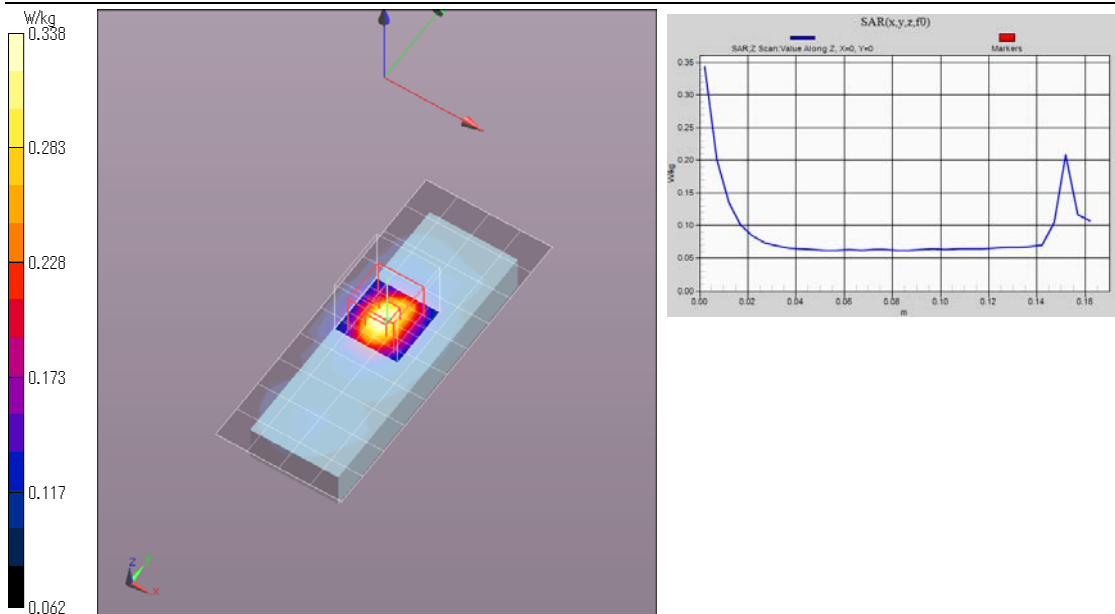 W/kg
0.338
0.283
0.228
0.173
0.117
0.062
z
Y
x
SAR(x,y,z,f0)
SAR;Z Scan:Value Along Z, X=0, Y=0
Markers
W/kg
0.35
0.30
0.25
0.20
0.15
0.10
0.05
0.00
0.00 0.02 0.04 0.06 0.08 0.10 0.12 0.14 0.16
m